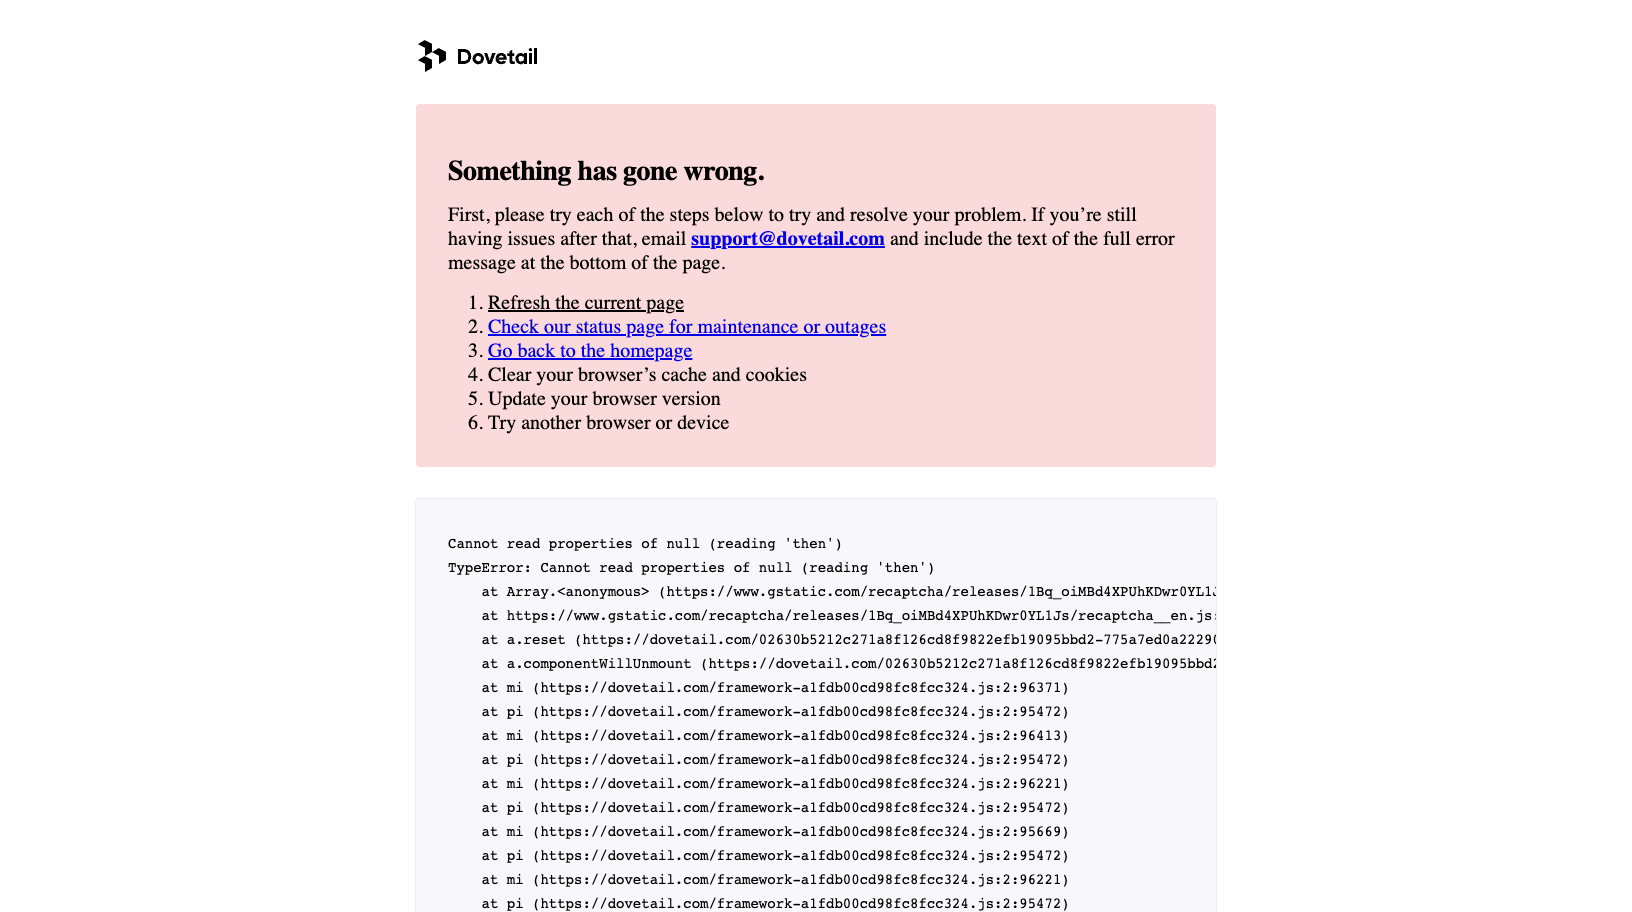 Dovetail
Something has gone wrong.
First, please try each of the steps below to try and resolve your problem. If you’re still
having issues after that, email support@dovetail.com and include the text of the full error
message at the bottom of the page.
1. Refresh the current page
2. Check our status page for maintenance or outages
3. Go back to the homepage
4. Clear your browser’s cache and cookies
5. Update your browser version
6. Try another browser or device
Cannot read properties of null (reading 'then')
TypeError: Cannot read properties of null (reading 'then')
at Array.<anonymous> (https://www.gstatic.com/recaptcha/releases/1Bq_oiMBd4XPUhKDwr0YL1J
at https://www.gstatic.com/recaptcha/releases/1Bq_oiMBd4XPUhKDwr0YL1Js/recaptcha__en.js:
at a.reset (https://dovetail.com/02630b5212c271a8f126cd8f9822efb19095bbd2-775a7ed0a22290
at a.componentWillUnmount (https://dovetail.com/02630b5212c271a8f126cd8f9822efb19095bbd2
at mi (https://dovetail.com/framework-a1fdb00cd98fc8fcc324.js:2:96371)
at pi (https://dovetail.com/framework-a1fdb00cd98fc8fcc324.js:2:95472)
at mi (https://dovetail.com/framework-a1fdb00cd98fc8fcc324.js:2:96413)
at pi (https://dovetail.com/framework-a1fdb00cd98fc8fcc324.js:2:95472)
at mi (https://dovetail.com/framework-a1fdb00cd98fc8fcc324.js:2:96221)
at pi (https://dovetail.com/framework-a1fdb00cd98fc8fcc324.js:2:95472)
at mi (https://dovetail.com/framework-a1fdb00cd98fc8fcc324.js:2:95669)
at pi (https://dovetail.com/framework-a1fdb00cd98fc8fcc324.js:2:95472)
at mi (https://dovetail.com/framework-a1fdb00cd98fc8fcc324.js:2:96221)
at pi (https://dovetail.com/framework-a1fdb00cd98fc8fcc324.js:2:95472)